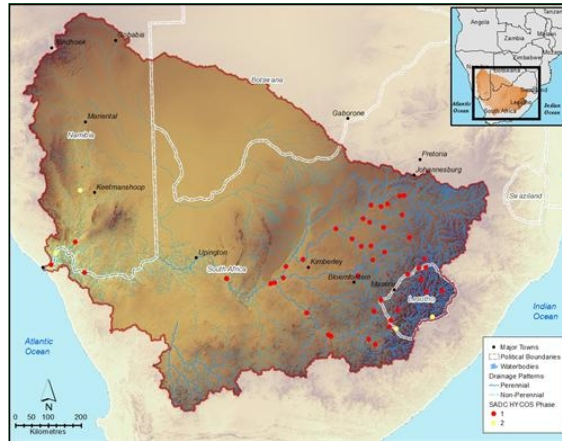 Windhoek
Gobabis
Botswana
Mariental
Namibia
Gaborone
Keetmanshoop
Pretoria
Johannesburg
Swaziland
Upington
South Africa
Kimberley
Bloemfontein
Maseru
Lesotho
Atlantic
Ocean
Indian
Ocean
N
0 50 100 200
Kilometres
Angola
Zambia
Malawi
Zimbabwe
Botswana
Swaziland
Lesotho
South Africa
Atlantic
Ocean
Indian
Ocean
Major Towns
Political Boundaries
Waterbodies
Drainage Patterns
Perennial
Non-Perennial
SADC HYCOS Phase
1
2